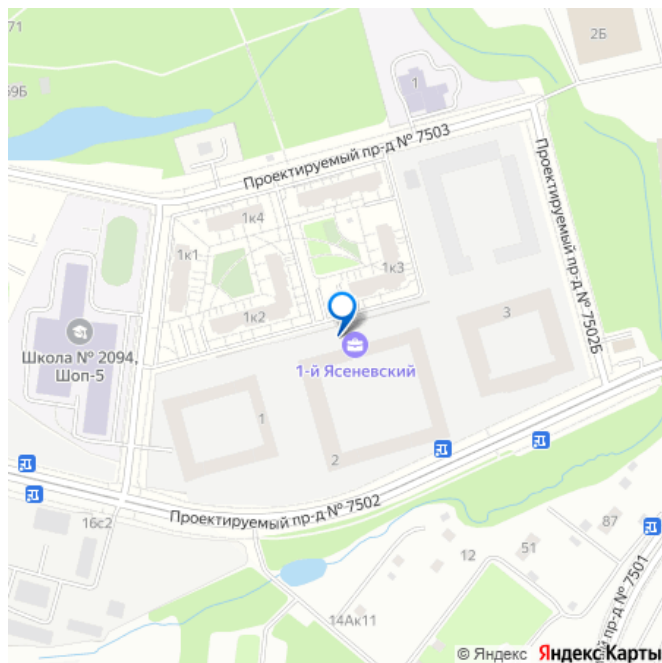 71
2Б
69Б
1
Проектируемый пр-д № 7503
Проектируемый пр-д № 7502Б
1к4
1к1
1к3
1к2
3
Школа № 2094,
Шоп-5
1-й Ясеневский
1
2
Проектируемый пр-д № 7502
16с2
87
51
12
14Ак11
пр-д № 7501
© Яндекс Яндекс Карты